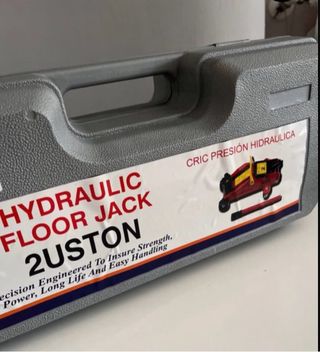 HYDRAULIC
FLOOR JACK
2USTON
Precision Engineered To Insure Strength,
Power, Long Life And Easy Handling
CRIC PRESIÓN HIDRAULICA